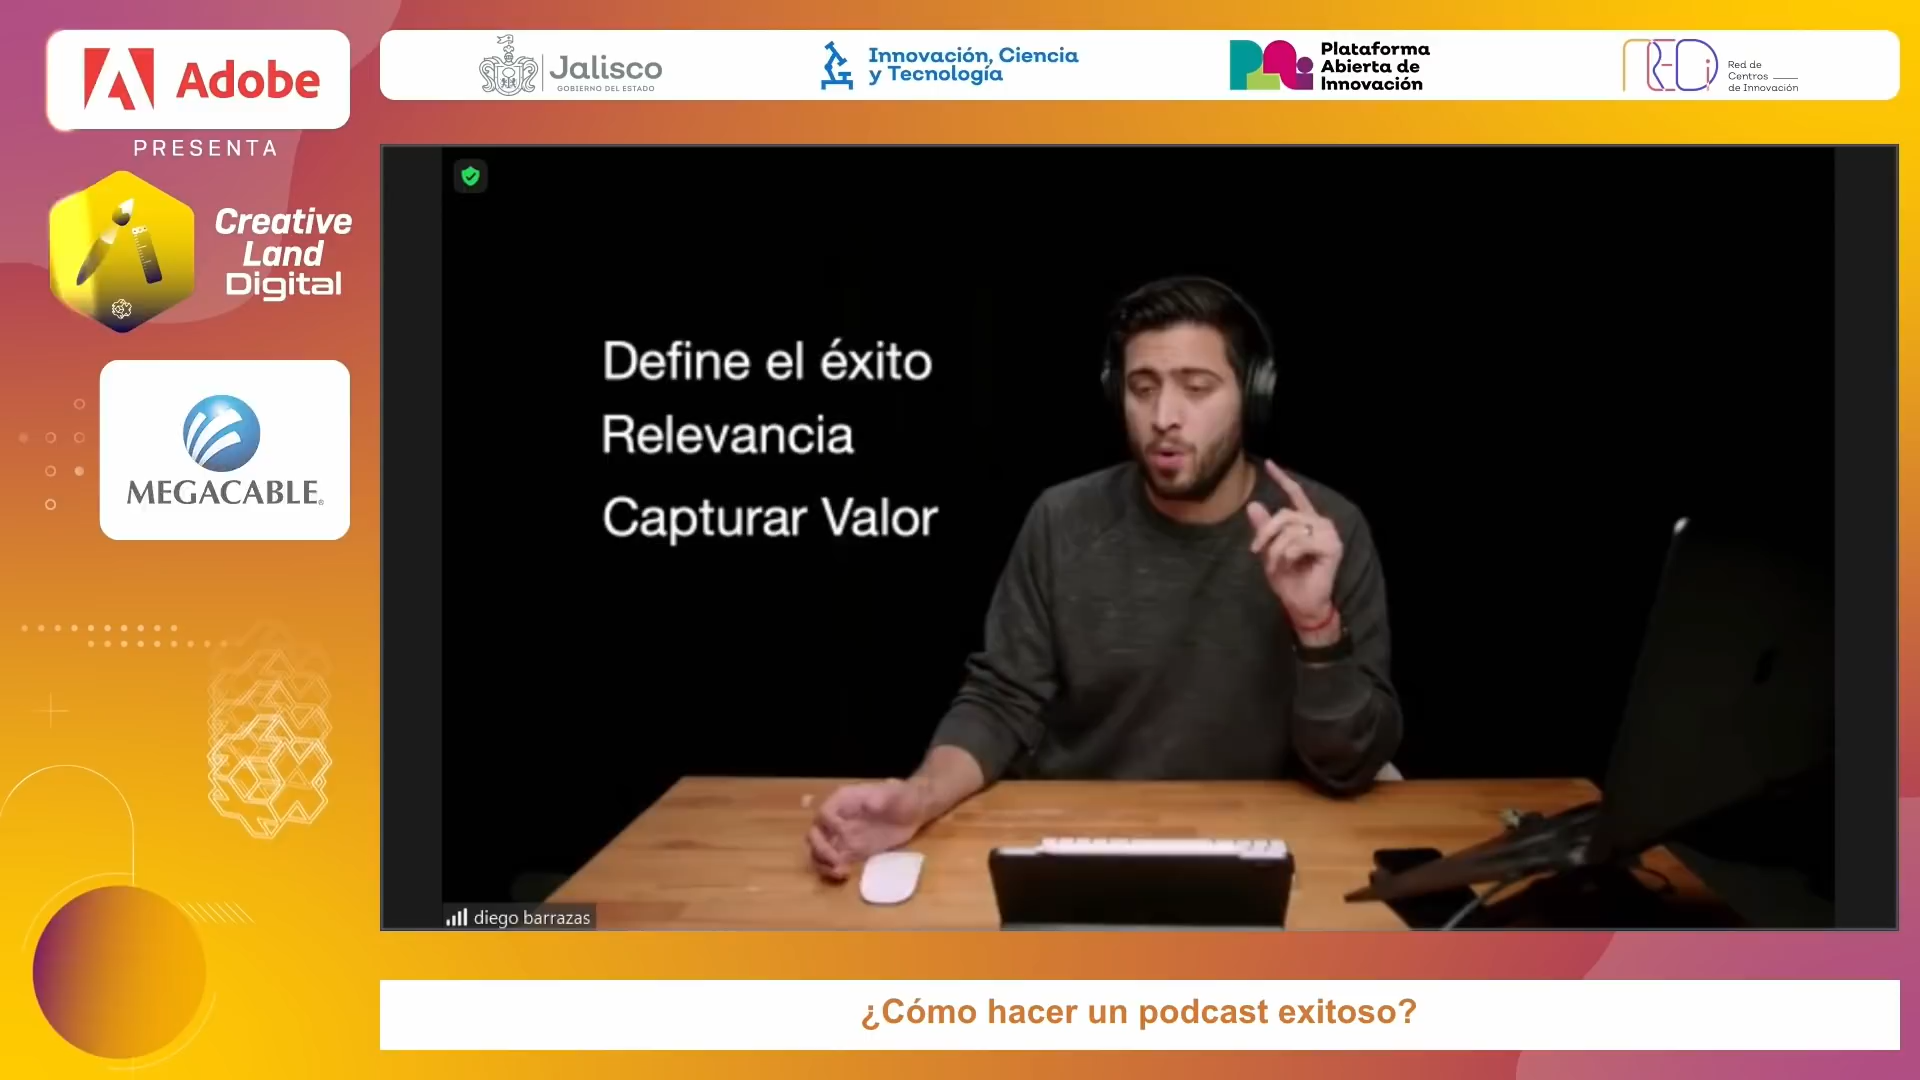 Adobe
PRESENTA
Creative
Land
Digital
MEGACABLE®
Jalisco
GOBIERNO DEL ESTADO
Innovación, Ciencia
y Tecnología
Plataforma
Abierta de
Innovación
REDi
Red de
Centros
de Innovación
Define el éxito
Relevancia
Capturar Valor
diego barrazas
¿Cómo hacer un podcast exitoso?